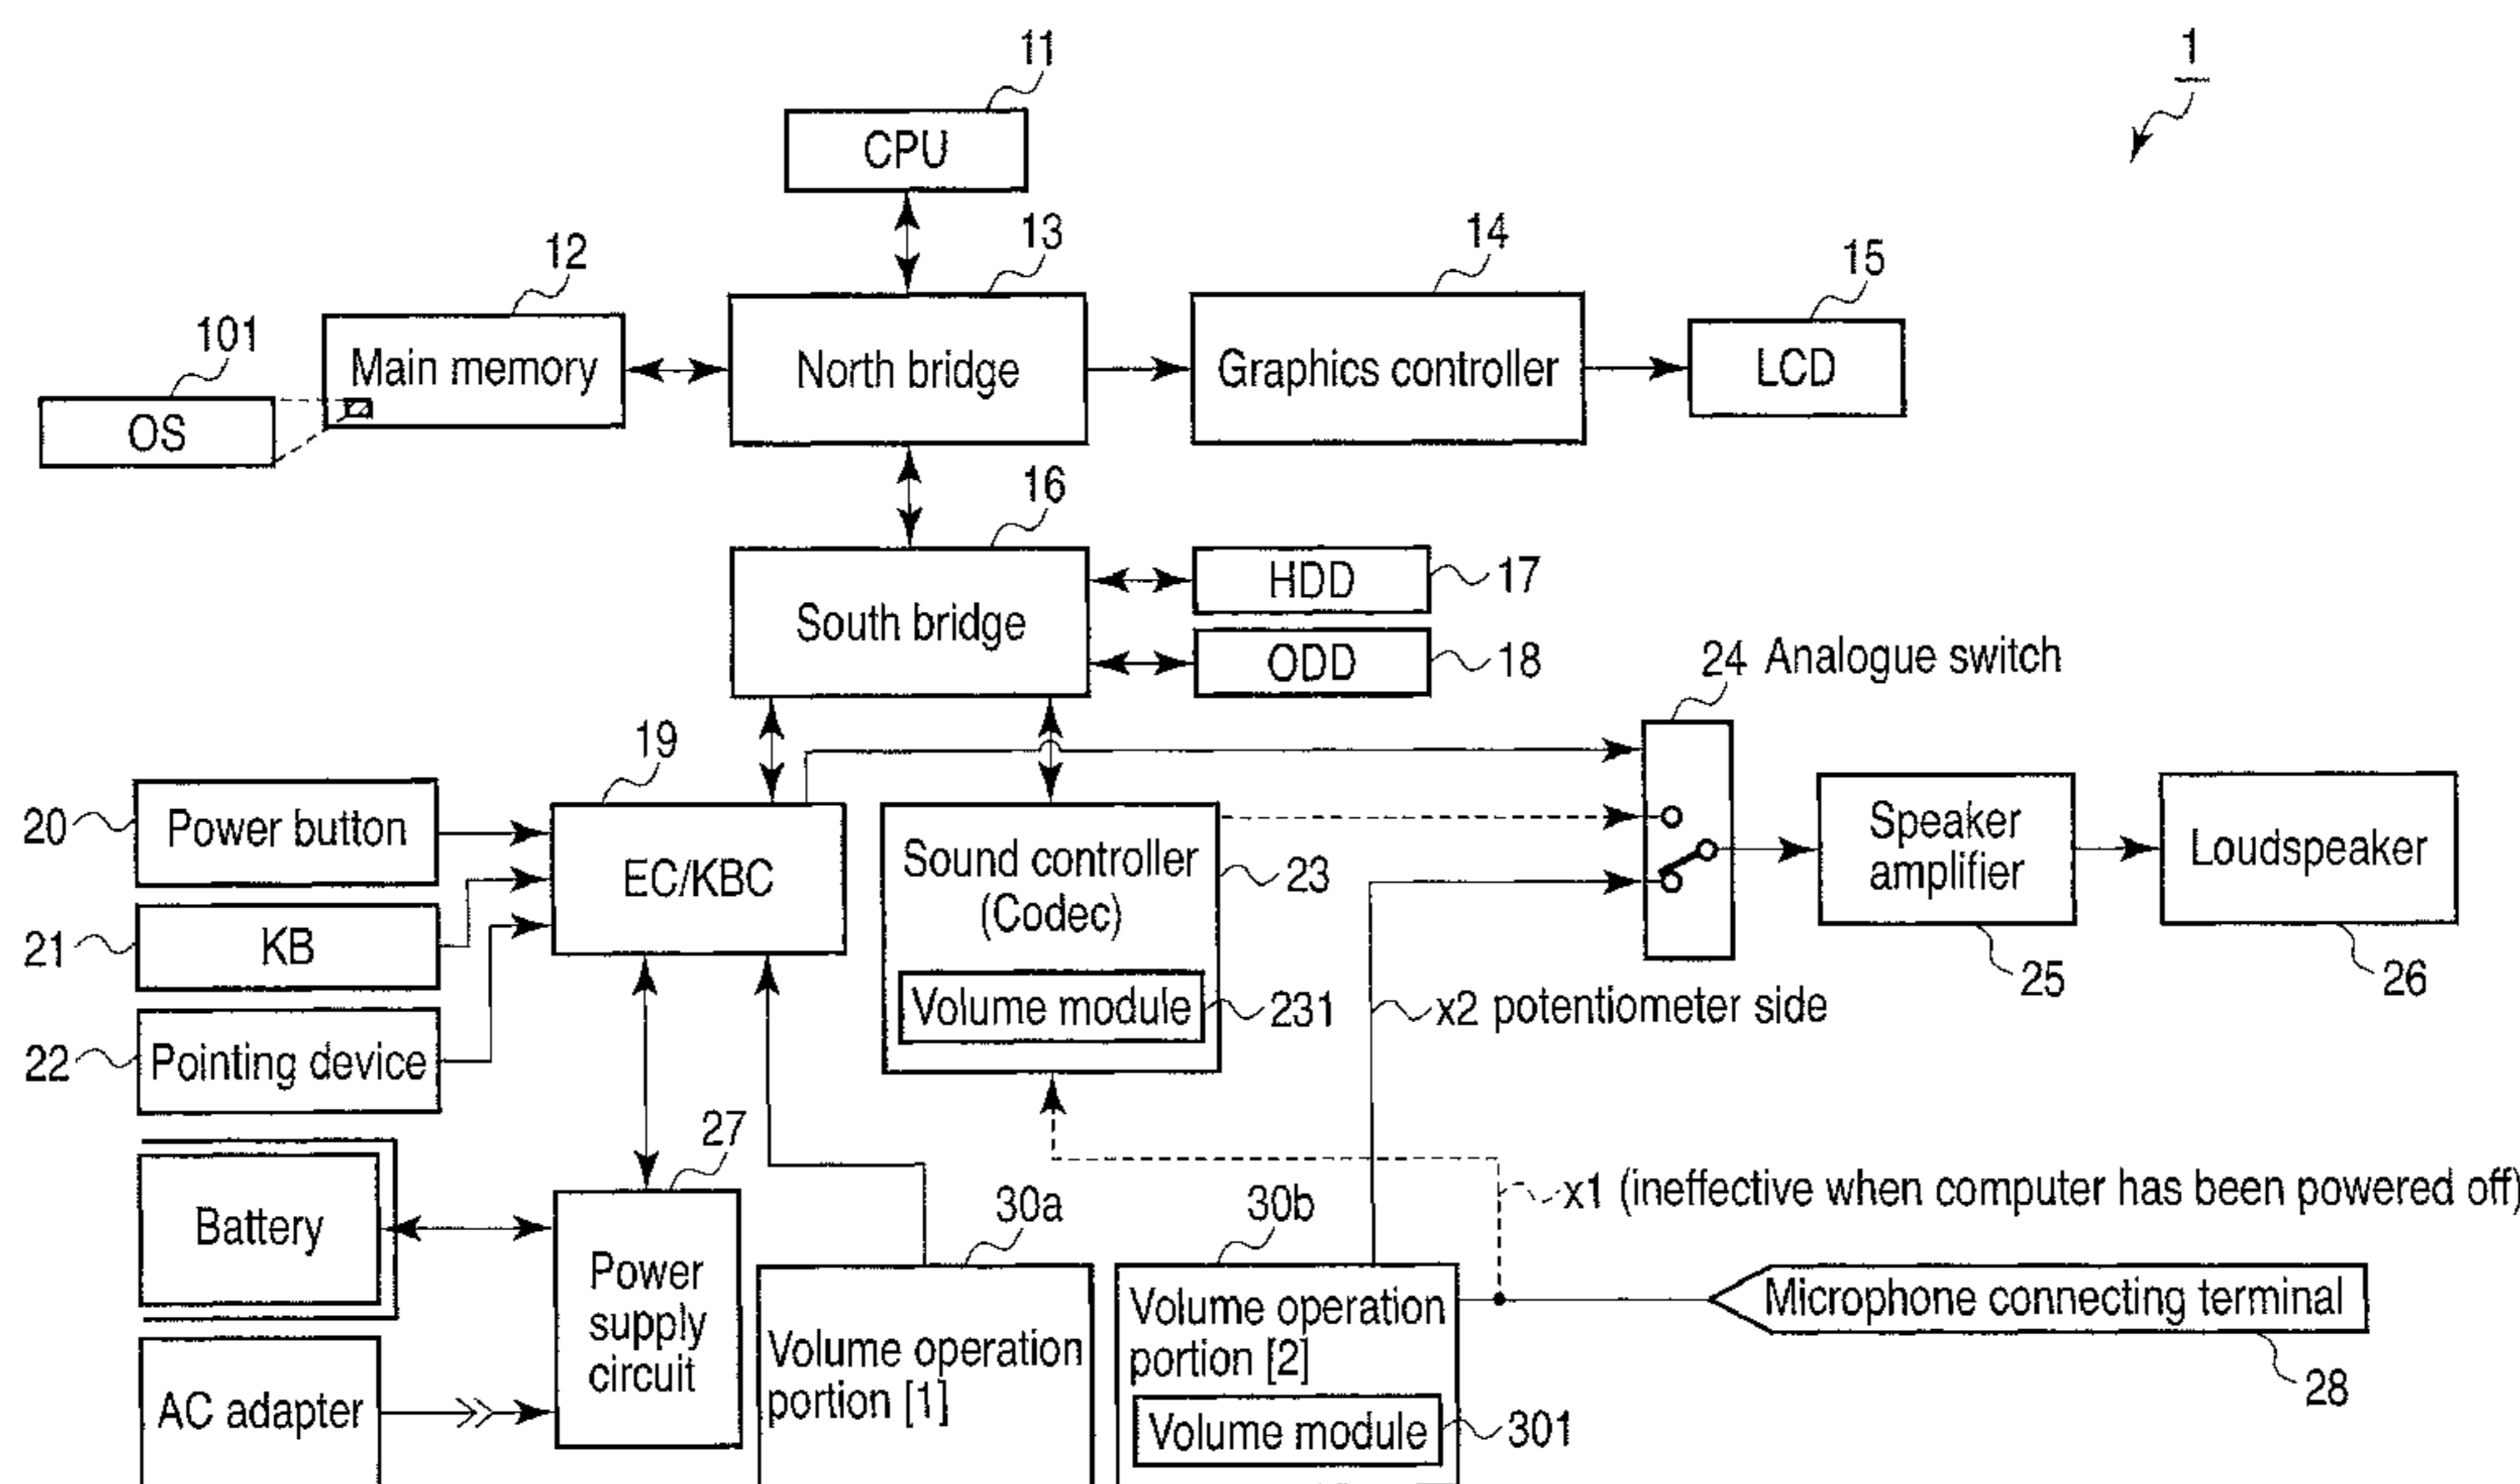 1
11
CPU
12
13
14
15
101
Main memory
North bridge
Graphics controller
LCD
OS
16
South bridge
HDD
17
ODD
18
24 Analogue switch
19
20
Power button
EC/KBC
Sound controller
(Codec)
23
Speaker
amplifier
Loudspeaker
21
KB
25
26
Volume module
231
x2 potentiometer side
22
Pointing device
27
30a
30b
x1 (ineffective when computer has been powered off)
Battery
Power
supply
circuit
Volume operation
portion [1]
Volume operation
portion [2]
Microphone connecting terminal
28
AC adapter
Volume module
301